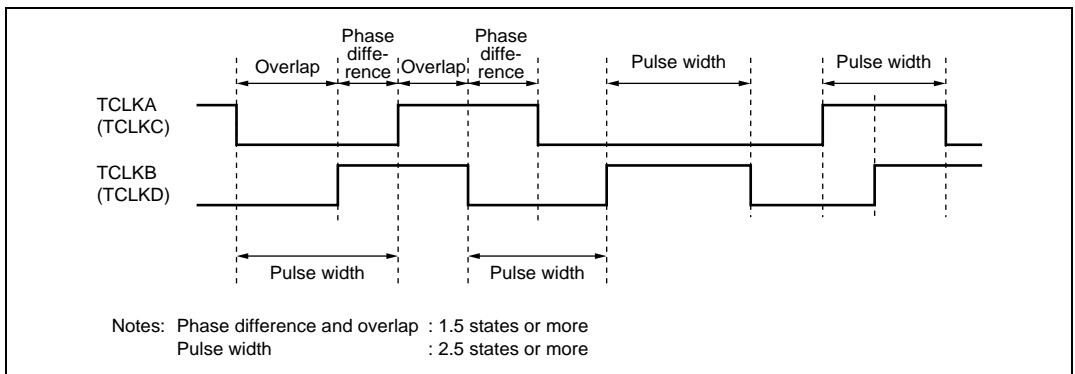 Overlap
Phase
diffe-
rence
Overlap
Phase
diffe-
rence
Pulse width
Pulse width
TCLKA
(TCLKC)
TCLKB
(TCLKD)
Pulse width
Pulse width
Notes: Phase difference and overlap : 1.5 states or more
Pulse width : 2.5 states or more